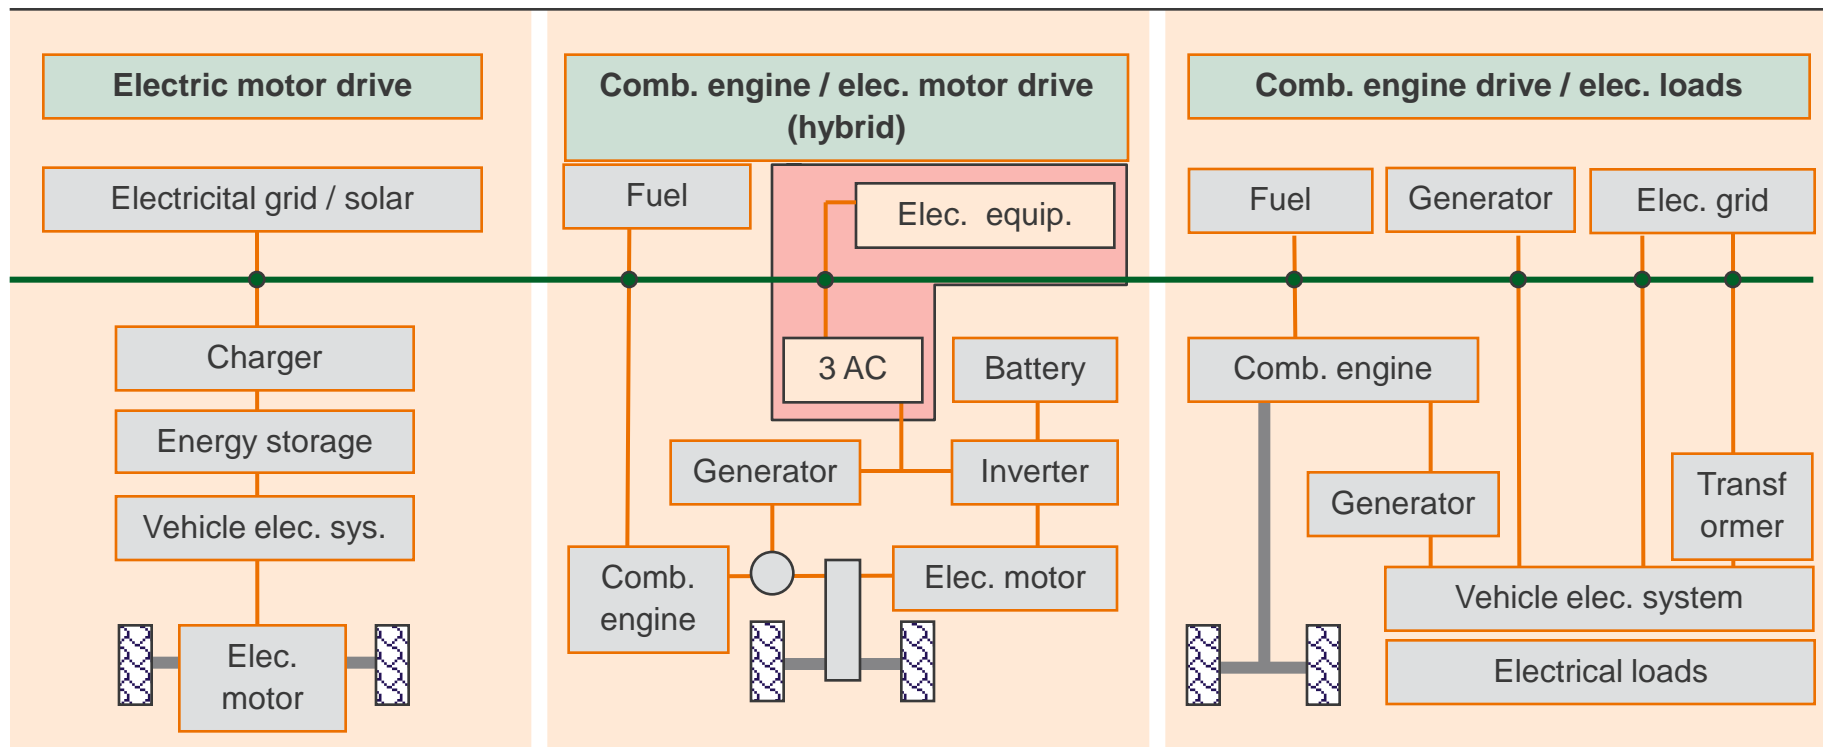 Electric motor drive
Electricital grid / solar
Charger
Energy storage
Vehicle elec. sys.
Elec.
motor
Comb. engine / elec. motor drive
(hybrid)
Fuel
Elec. equip.
3 AC
Battery
Generator
Inverter
Comb.
engine
Elec. motor
Comb. engine drive / elec. loads
Fuel
Generator
Elec. grid
Comb. engine
Generator
Transf
ormer
Vehicle elec. system
Electrical loads